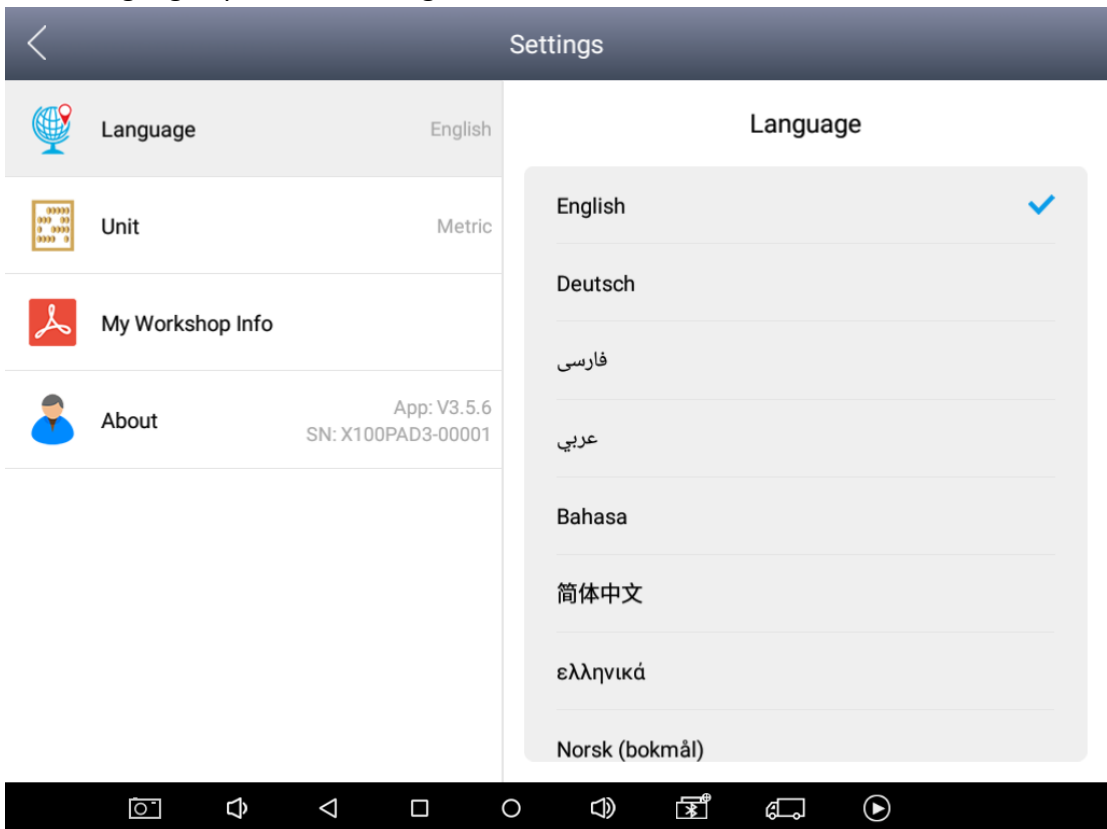 Settings
Language English
Unit Metric
My Workshop Info
About App: V3.5.6
SN: X100PAD3-00001
Language
English
Deutsch
فارسی
عربي
Bahasa
简体中文
ελληνικά
Norsk (bokmål)